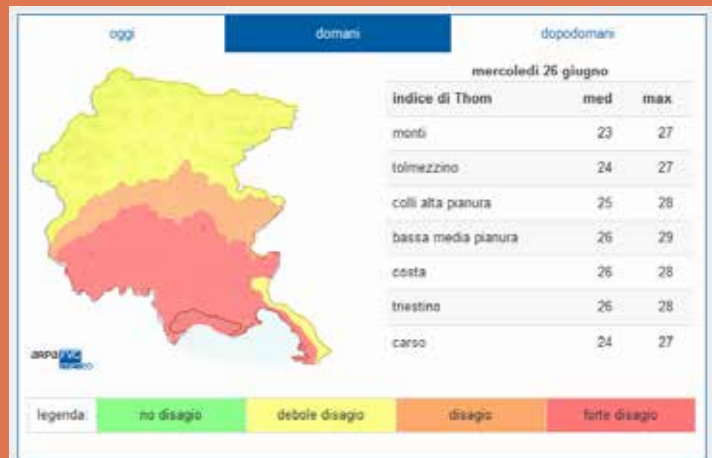 oggi domani dopodomani
mercoledì 26 giugno
indice di Thom med max
monti 23 27
tolmezzino 24 27
colli alta pianura 25 28
bassa media pianura 26 29
costa 26 28
triestino 26 28
carso 24 27
arpa FVG
legenda: no disagio debole disagio disagio forte disagio